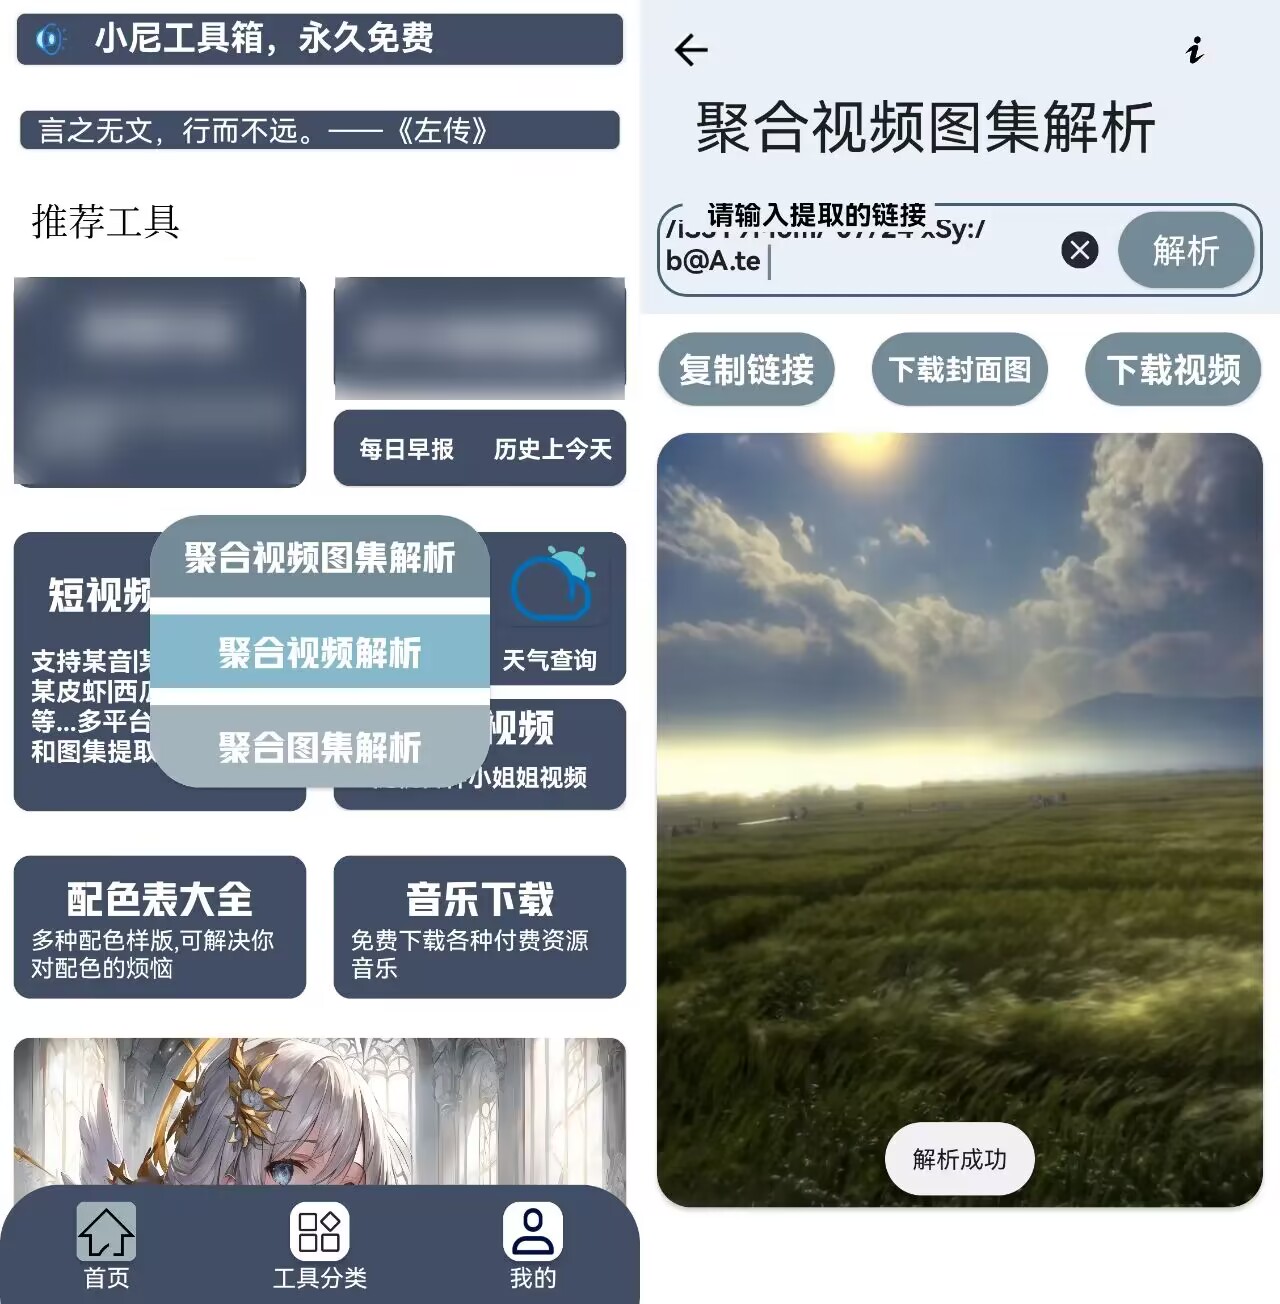 小尼工具箱，永久免费
言之无文，行而不远。——《左传》
推荐工具
每日早报 历史上今天
短视频
支持某音|某
某皮虾|西瓜
等...多平台
和图集提取
聚合视频图集解析
聚合视频解析
聚合图集解析
天气查询
视频
小姐姐视频
配色表大全
多种配色样版,可解决你
对配色的烦恼
音乐下载
免费下载各种付费资源
音乐
首页
工具分类
我的
聚合视频图集解析
请输入提取的链接
b@A.te
解析
复制链接
下载封面图
下载视频
解析成功